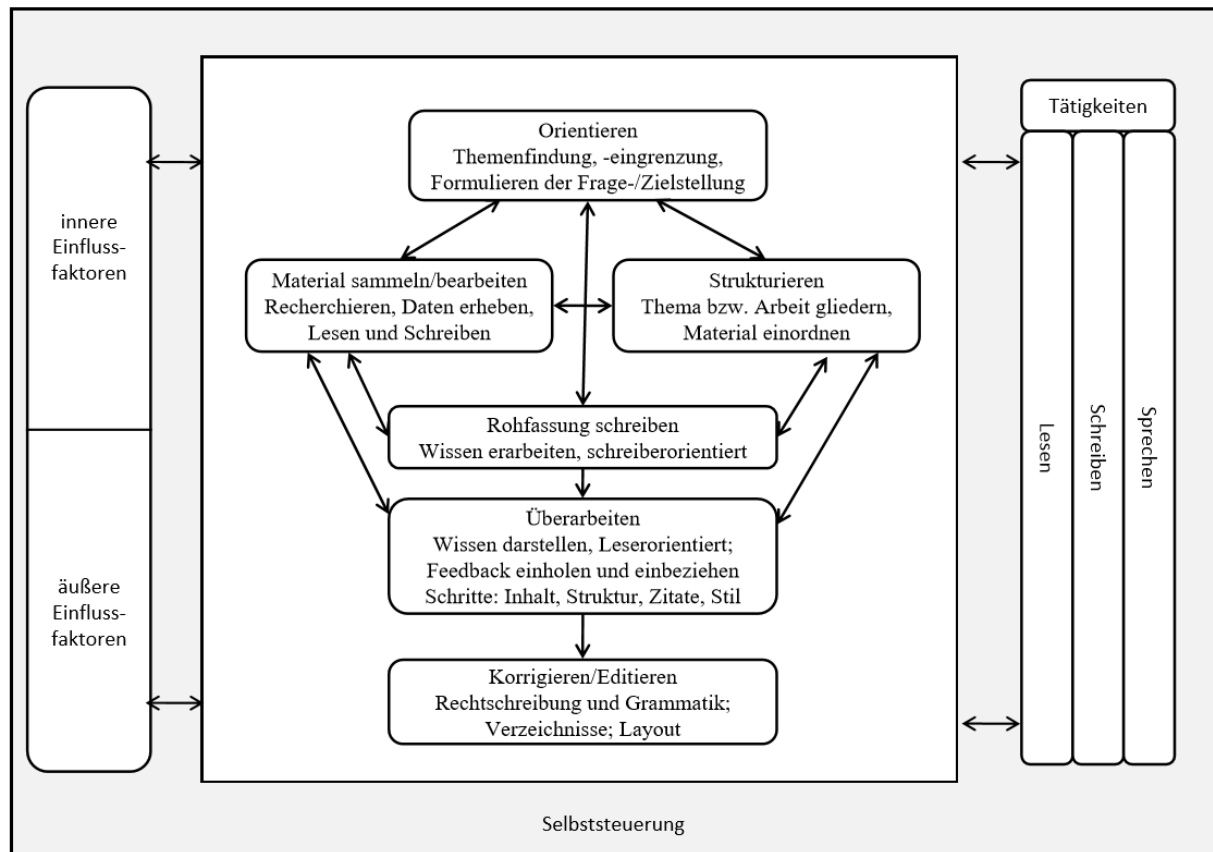 innere
Einfluss-
faktoren
äußere
Einfluss-
faktoren
Orientieren
Themenfindung, -eingrenzung,
Formulieren der Frage-/Zielstellung
Material sammeln/bearbeiten
Recherchieren, Daten erheben,
Lesen und Schreiben
Strukturieren
Thema bzw. Arbeit gliedern,
Material einordnen
Rohfassung schreiben
Wissen erarbeiten, schreiberorientiert
Überarbeiten
Wissen darstellen, Leserorientiert;
Feedback einholen und einbeziehen
Schritte: Inhalt, Struktur, Zitate, Stil
Korrigieren/Editieren
Rechtschreibung und Grammatik;
Verzeichnisse; Layout
Tätigkeiten
Lesen
Schreiben
Sprechen
Selbststeuerung